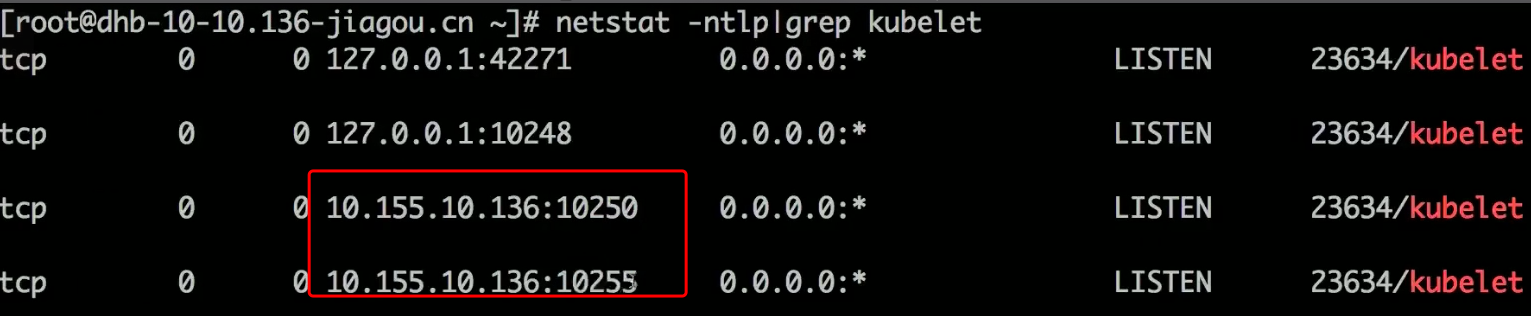 [root@dhb-10-10.136-jiagou.cn ~]# netstat -ntlp|grep kubelet
tcp 0 0 127.0.0.1:42271 0.0.0.0:* LISTEN 23634/kubelet
tcp 0 0 127.0.0.1:10248 0.0.0.0:* LISTEN 23634/kubelet
tcp 0 0 10.155.10.136:10250 0.0.0.0:* LISTEN 23634/kubelet
tcp 0 0 10.155.10.136:10255 0.0.0.0:* LISTEN 23634/kubelet